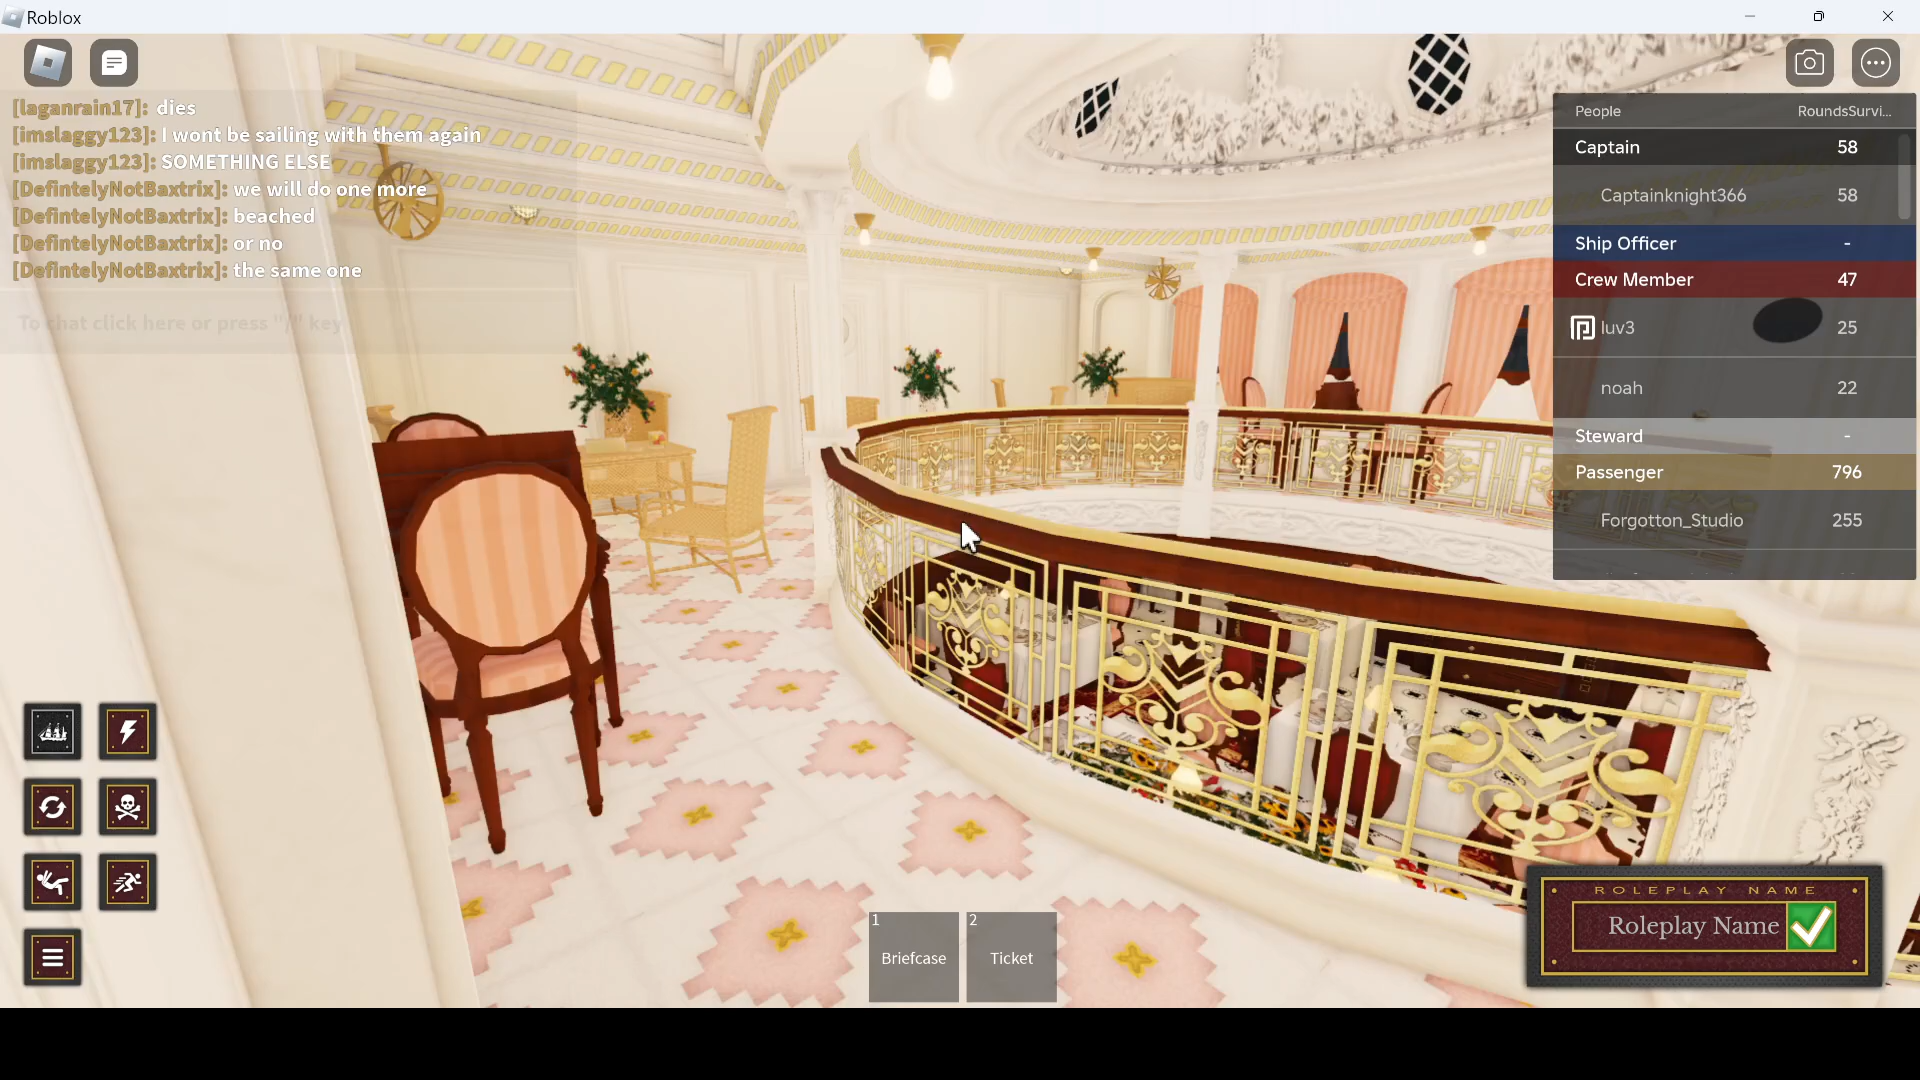 Roblox
[laganrain17]: dies
[imslaggy123]: I wont be sailing with them again
[imslaggy123]: SOMETHING ELSE
[DefintelyNotBaxtrix]: we will do one more
[DefintelyNotBaxtrix]: beached
[DefintelyNotBaxtrix]: or no
[DefintelyNotBaxtrix]: the same one
To chat click here or press "/" key
People RoundsSurvi...
Captain 58
Captainknight366 58
Ship Officer -
Crew Member 47
luv3 25
noah 22
Steward -
Passenger 796
Forgotton_Studio 255
1
Briefcase
2
Ticket
ROLEPLAY NAME
Roleplay Name